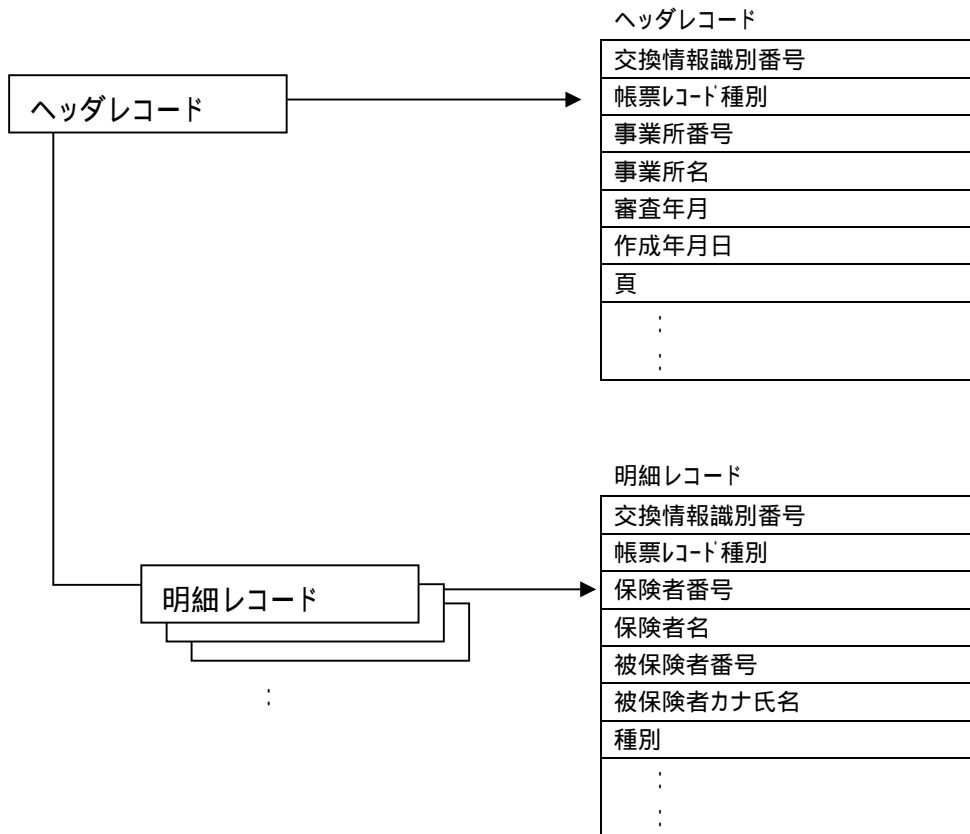 ヘッダレコード
ヘッダレコード
交換情報識別番号
帳票ﾚｺｰﾄﾞ種別
事業所番号
事業所名
審査年月
作成年月日
頁
:
:
明細レコード
明細レコード
:
交換情報識別番号
帳票ﾚｺｰﾄﾞ種別
保険者番号
保険者名
被保険者番号
被保険者カナ氏名
種別
:
: